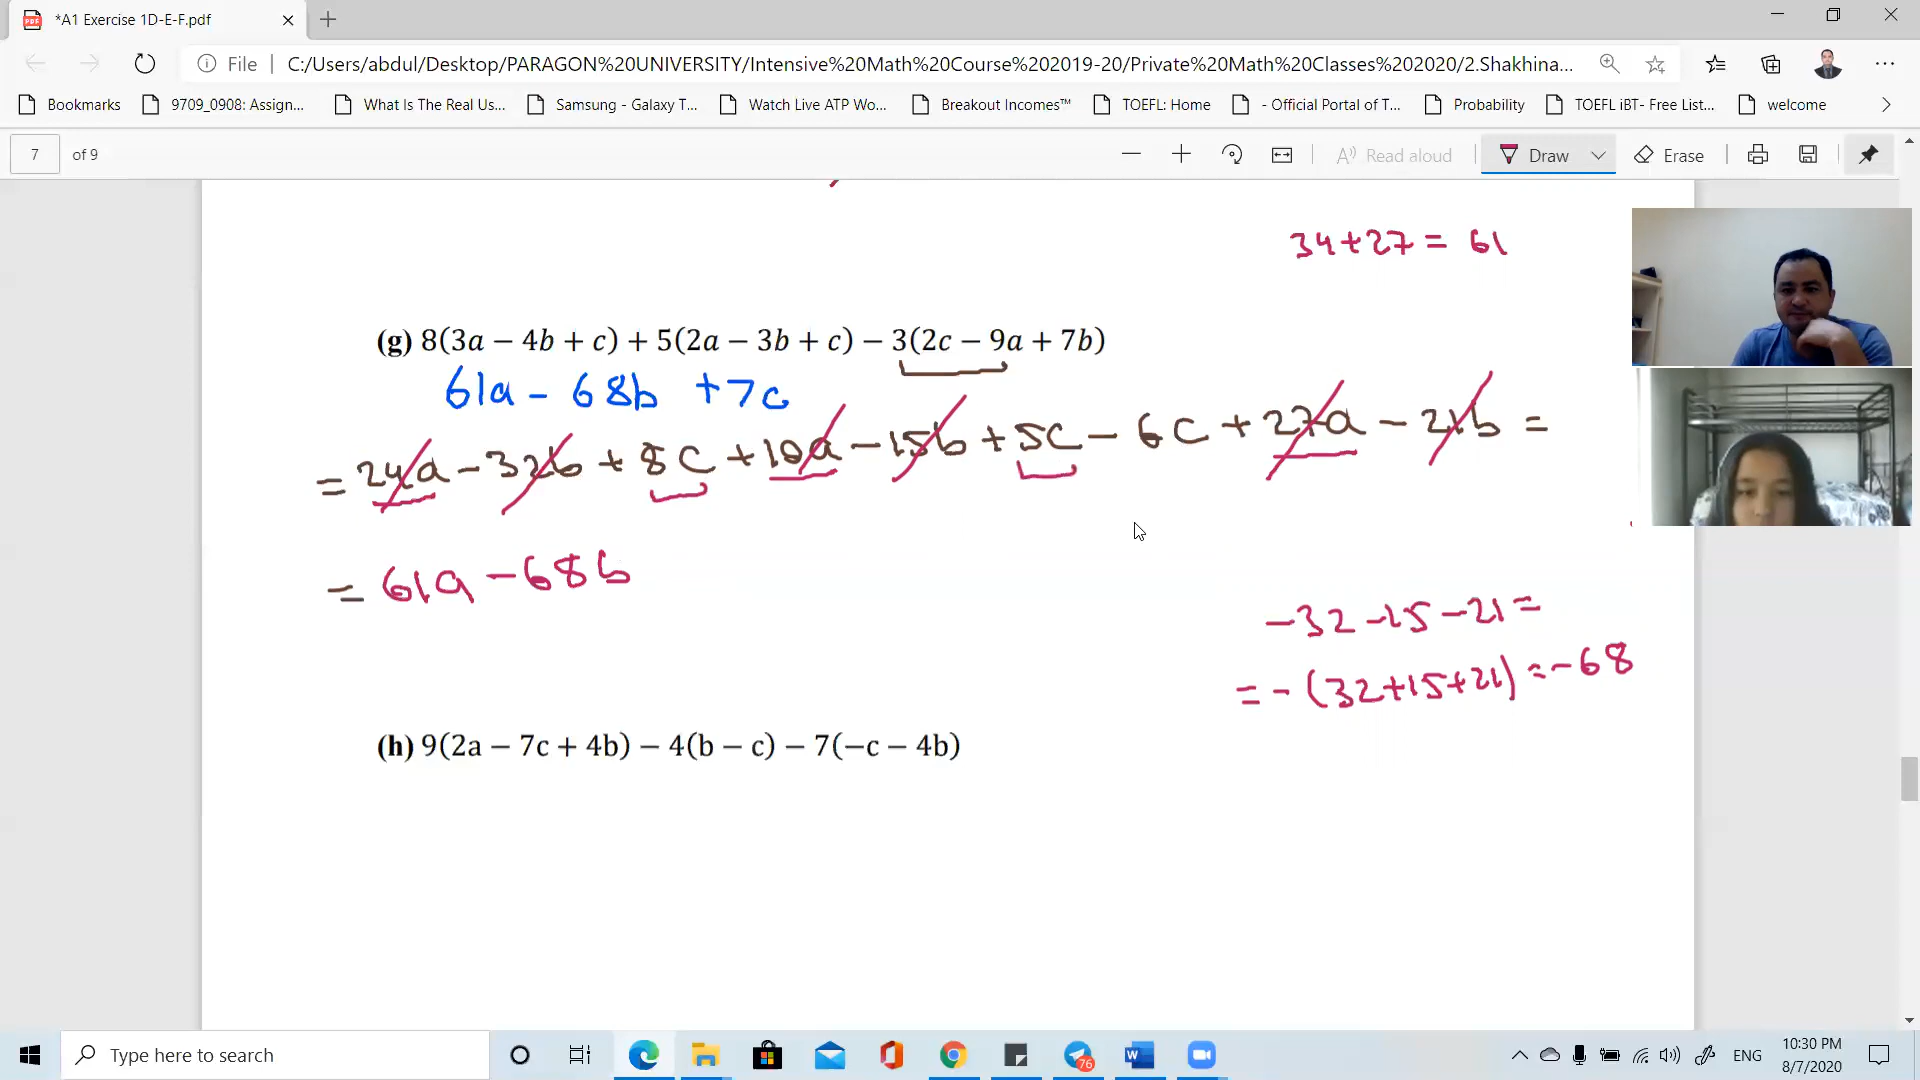 *A1 Exercise 1D-E-F.pdf
File C:/Users/abdul/Desktop/PARAGON%20UNIVERSITY/Intensive%20Math%20Course%202019-20/Private%20Math%20Classes%202020/2.Shakhina...
Bookmarks 9709_0908: Assign... What Is The Real Us... Samsung - Galaxy T... Watch Live ATP Wo... Breakout Incomes™ TOEFL: Home - Official Portal of T... Probability TOEFL iBT- Free List... welcome
7 of 9 Read aloud Draw Erase
34+27 = 61
(g) 8(3a − 4b + c) + 5(2a − 3b + c) − 3(2c − 9a + 7b)
61a - 68b +7c
= 24a - 32b + 8c + 10a - 15b + 5c - 6c + 27a - 21b =
= 61a - 68b
-32 -15 -21 =
= -(32+15+21) = -68
(h) 9(2a − 7c + 4b) − 4(b − c) − 7(−c − 4b)
Type here to search
76
ENG
10:30 PM
8/7/2020